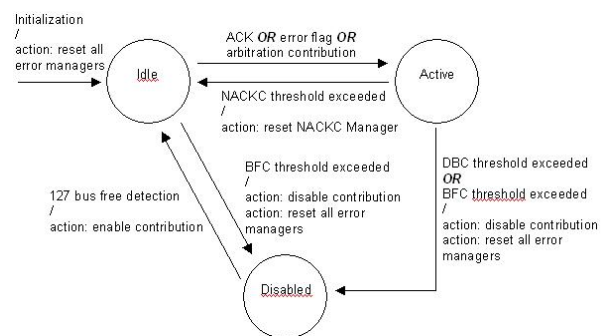 Initialization
/
action: reset all
error managers
Idle
ACK OR error flag OR
arbitration contribution
Active
NACKC threshold exceeded
/
action: reset NACKC Manager
BFC threshold exceeded
/
action: disable contribution
action: reset all error
managers
DBC threshold exceeded
OR
BFC threshold exceeded
/
action: disable contribution
action: reset all error
managers
127 bus free detection
/
action: enable contribution
Disabled